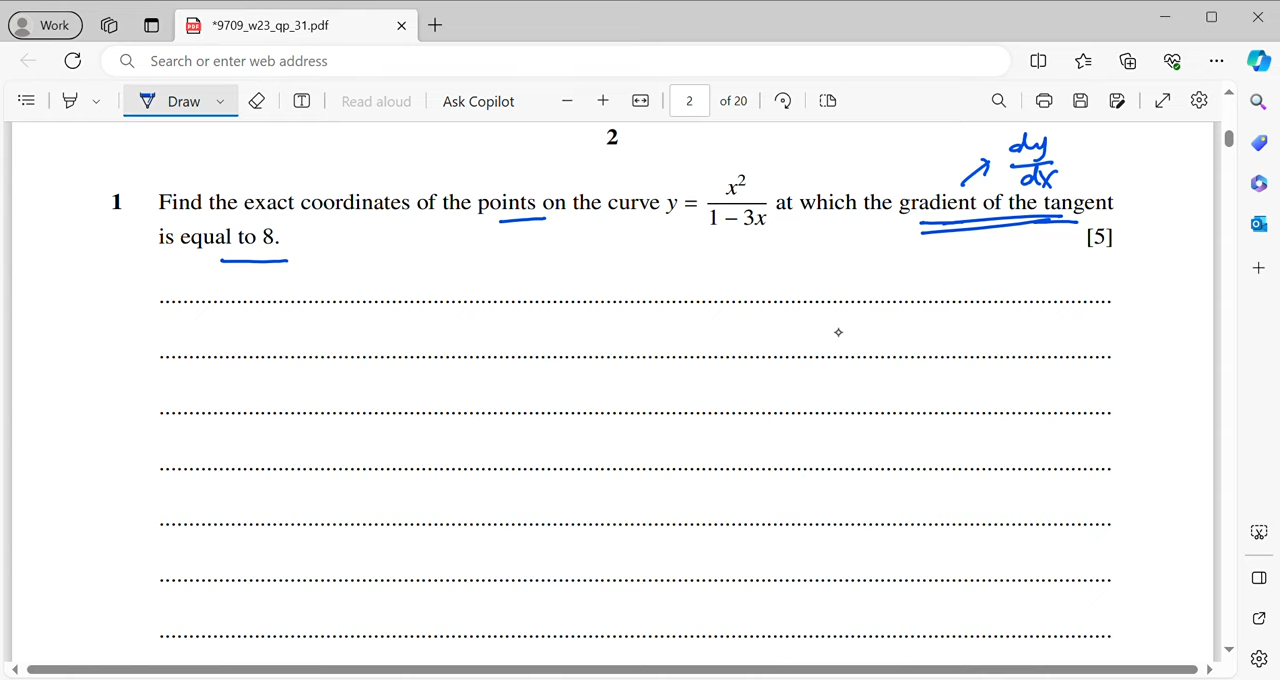 Work
*9709_w23_qp_31.pdf
Search or enter web address
Draw
Read aloud
Ask Copilot
2 of 20
2
dy/dx
1 Find the exact coordinates of the points on the curve y = x²/(1 – 3x) at which the gradient of the tangent
is equal to 8. [5]